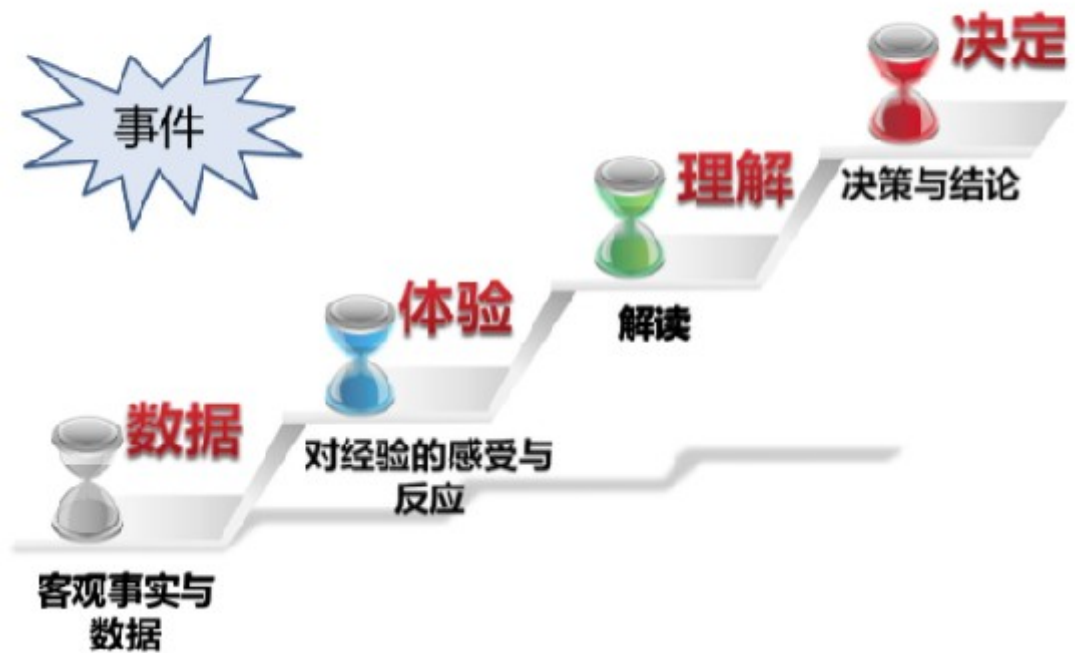 事件
决定
决策与结论
理解
解读
体验
对经验的感受与
反应
数据
客观事实与
数据